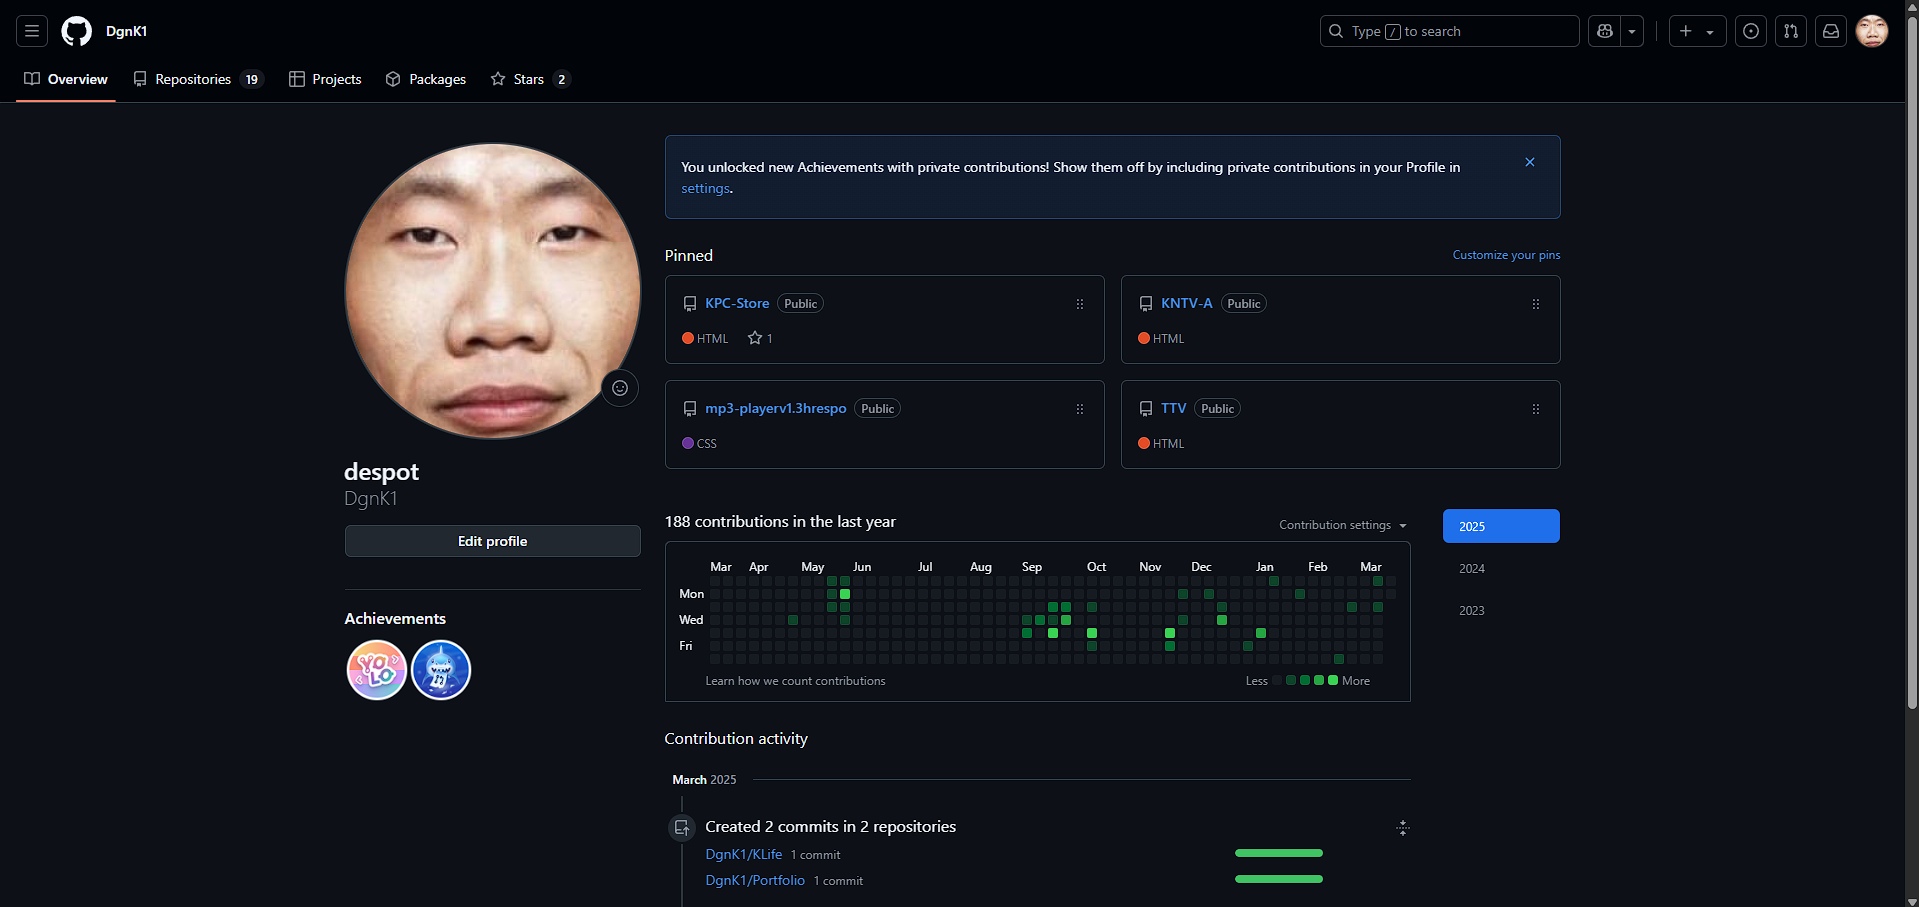 DgnK1
Type / to search
Overview
Repositories 19
Projects
Packages
Stars 2
You unlocked new Achievements with private contributions! Show them off by including private contributions in your Profile in
settings.
Pinned
Customize your pins
KPC-Store Public
HTML 1
KNTV-A Public
HTML
mp3-playerv1.3hrespo Public
CSS
TTV Public
HTML
despot
DgnK1
Edit profile
Achievements
YOLO
188 contributions in the last year
Contribution settings
2025
2024
2023
Mar Apr May Jun Jul Aug Sep Oct Nov Dec Jan Feb Mar
Mon
Wed
Fri
Learn how we count contributions
Less More
Contribution activity
March 2025
Created 2 commits in 2 repositories
DgnK1/KLife 1 commit
DgnK1/Portfolio 1 commit